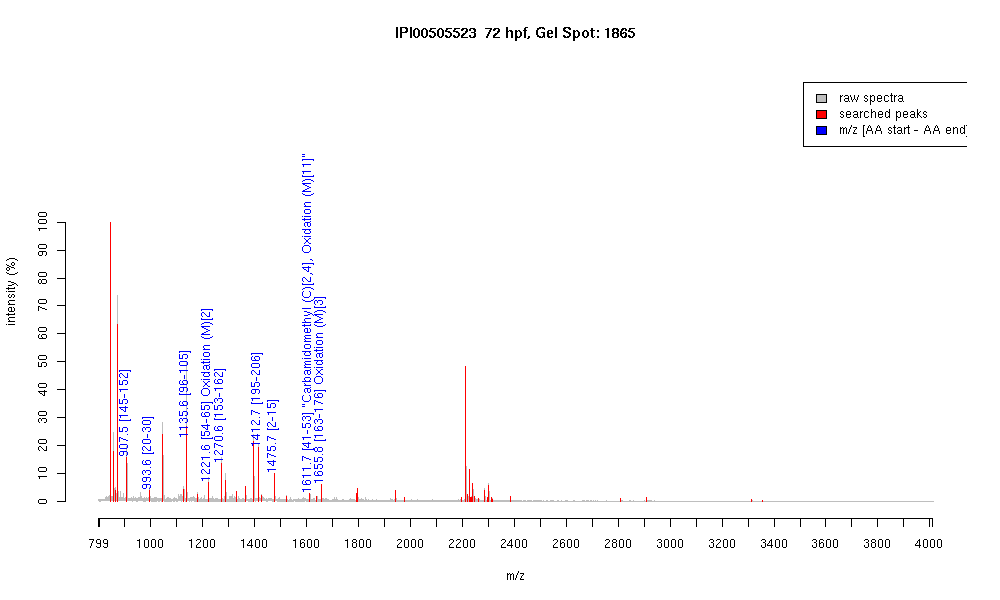 IPI00505523 72 hpf, Gel Spot: 1865
raw spectra
searched peaks
m/z [AA start - AA end]
intensity (%)
100
90
80
70
60
50
40
30
20
10
0
907.5 [145-152]
993.6 [20-30]
1135.6 [96-105]
1221.6 [54-65] Oxidation (M)[2]
1270.6 [153-162]
1412.7 [195-206]
1475.7 [2-15]
1611.7 [41-53] "Carbamidomethyl (C)[2,4], Oxidation (M)[11]"
1655.8 [163-176] Oxidation (M)[3]
799 1000 1200 1400 1600 1800 2000 2200 2400 2600 2800 3000 3200 3400 3600 3800 4000
m/z